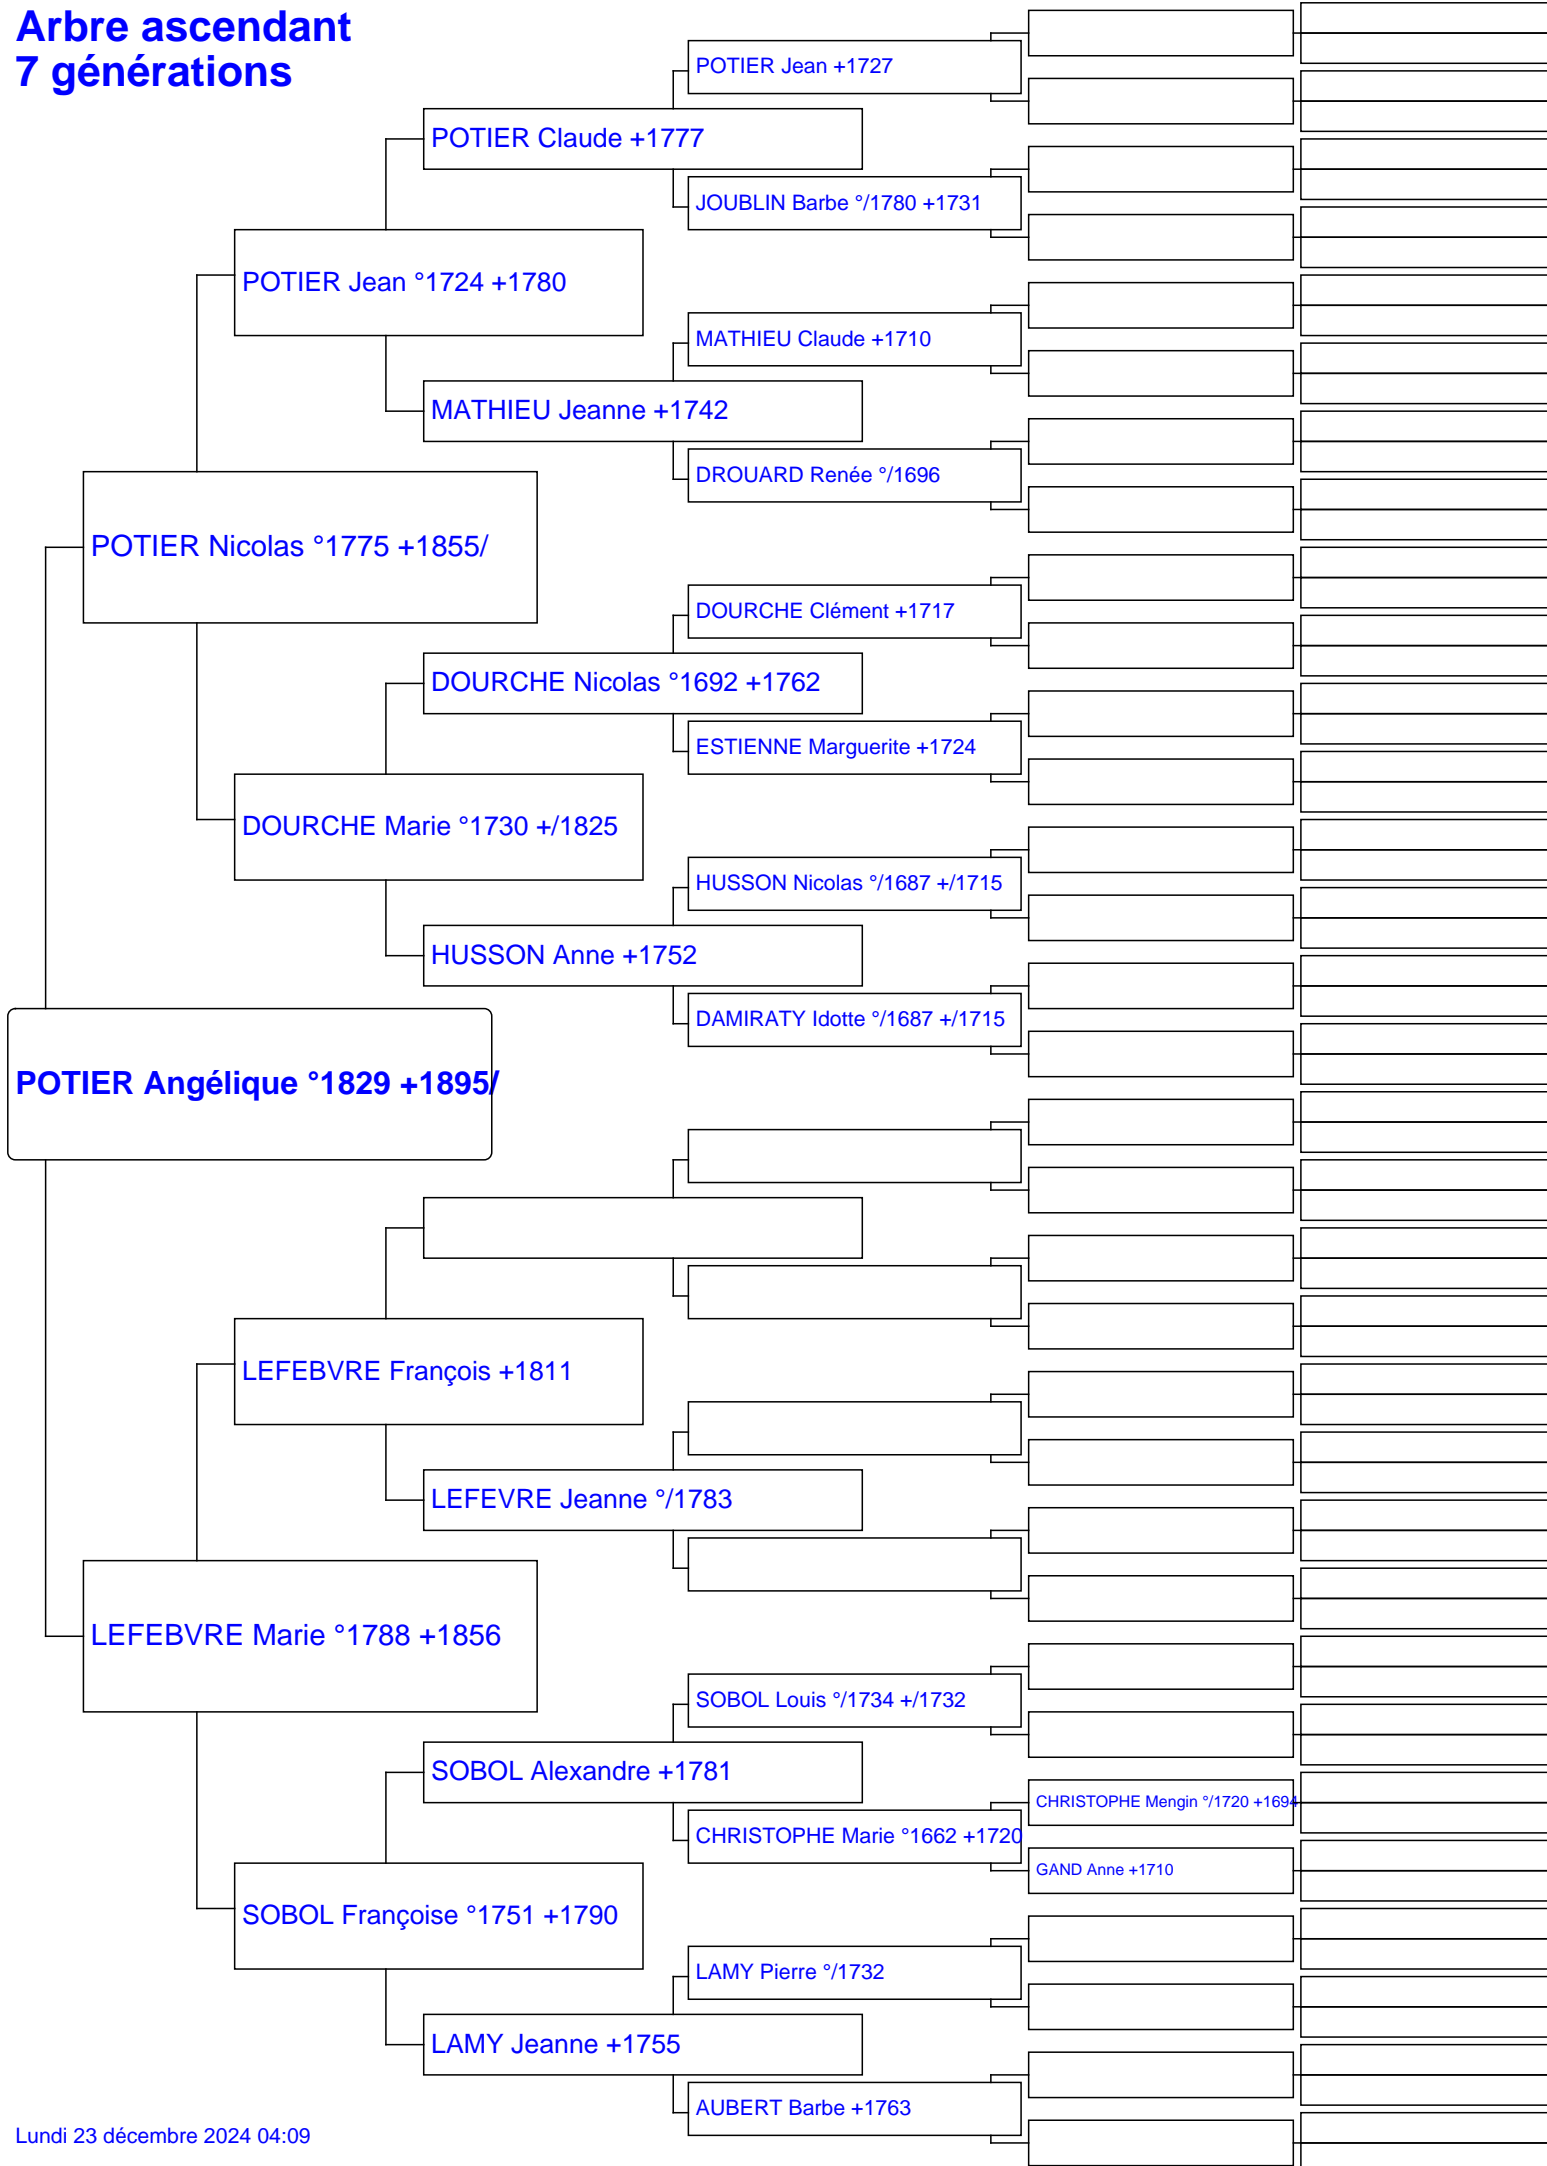 Arbre ascendant
7 générations
POTIER Jean +1727
POTIER Claude +1777
JOUBLIN Barbe °/1780 +1731
POTIER Jean °1724 +1780
MATHIEU Claude +1710
MATHIEU Jeanne +1742
DROUARD Renée °/1696
POTIER Nicolas °1775 +1855/
DOURCHE Clément +1717
DOURCHE Nicolas °1692 +1762
ESTIENNE Marguerite +1724
DOURCHE Marie °1730 +/1825
HUSSON Nicolas °/1687 +/1715
HUSSON Anne +1752
DAMIRATY Idotte °/1687 +/1715
POTIER Angélique °1829 +1895/
LEFEBVRE François +1811
LEFEVRE Jeanne °/1783
LEFEBVRE Marie °1788 +1856
SOBOL Louis °/1734 +/1732
SOBOL Alexandre +1781
CHRISTOPHE Mengin °/1720 +1694
CHRISTOPHE Marie °1662 +1720
GAND Anne +1710
SOBOL Françoise °1751 +1790
LAMY Pierre °/1732
LAMY Jeanne +1755
AUBERT Barbe +1763
Lundi 23 décembre 2024 04:09